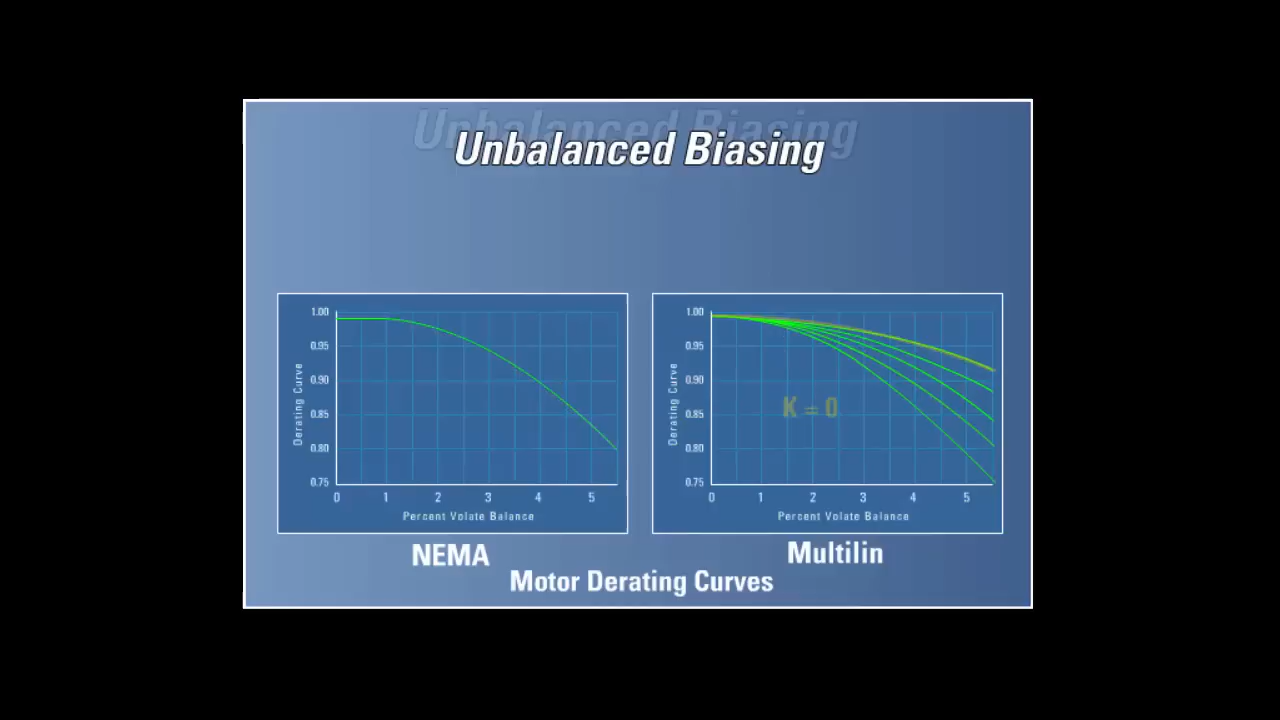 Unbalanced Biasing
Unbalanced Biasing
1.00
0.95
0.90
0.85
0.80
0.75
Derating Curve
0 1 2 3 4 5
Percent Volate Balance
NEMA
1.00
0.95
0.90
0.85
0.80
0.75
Derating Curve
K = 0
0 1 2 3 4 5
Percent Volate Balance
Multilin
Motor Derating Curves